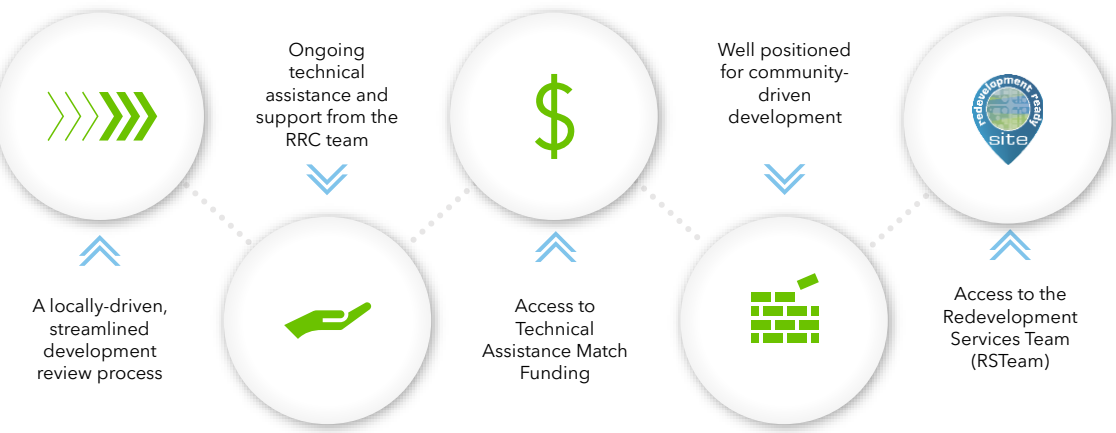 A locally-driven,
streamlined
development
review process
Ongoing
technical
assistance and
support from the
RRC team
$
Access to
Technical
Assistance Match
Funding
Well positioned
for community-
driven
development
redevelopment ready
site
Access to the
Redevelopment
Services Team
(RSTeam)